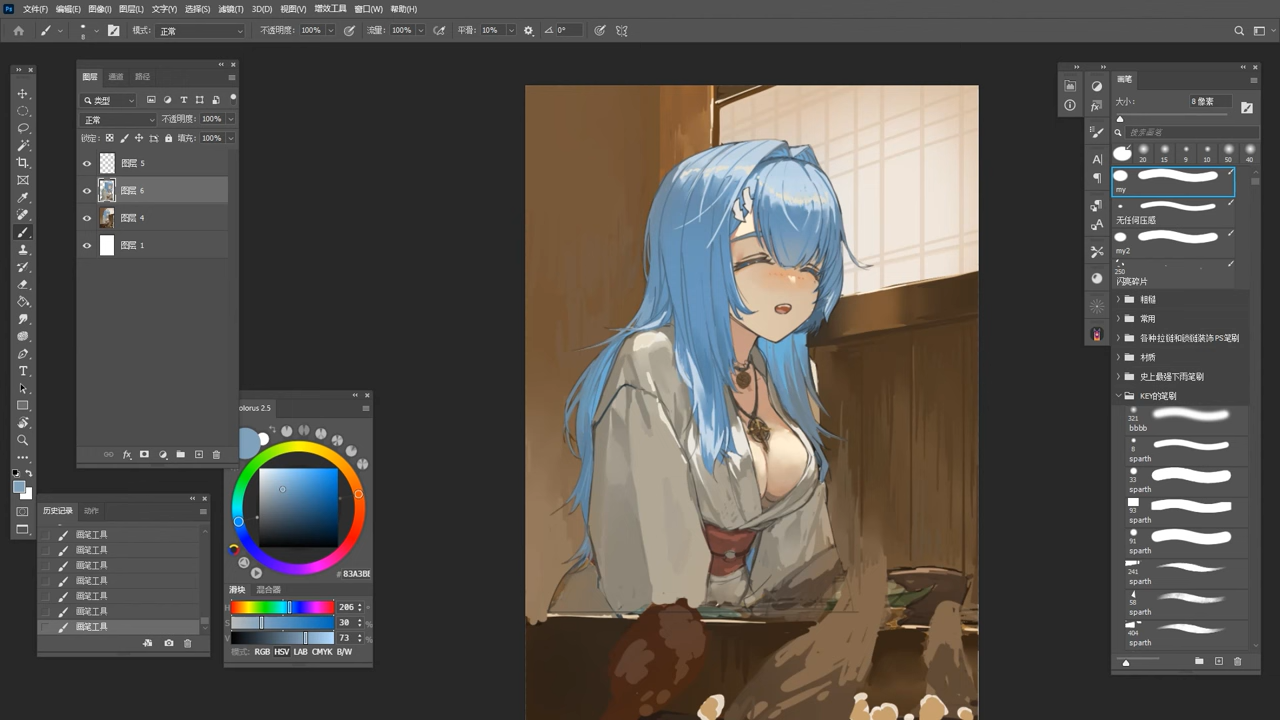 Ps 文件(F) 编辑(E) 图像(I) 图层(L) 文字(Y) 选择(S) 滤镜(T) 3D(D) 视图(V) 增效工具 窗口(W) 帮助(H)
模式: 正常 不透明度: 100% 流量: 100% 平滑: 10% 0°
图层 通道 路径
类型
正常 不透明度: 100%
锁定: 填充: 100%
图层 5
图层 6
图层 4
图层 1
fx
历史记录 动作
画笔工具
画笔工具
画笔工具
画笔工具
画笔工具
画笔工具
画笔工具
olorus 2.5
# 83A3BE
滑块 混合器
H 206 °
S 30 %
V 73 %
模式: RGB HSV LAB CMYK B/W
画笔
大小: 8 像素
搜索画笔
20 15 9 10 50 40
my
无任何压感
my2
250
闪亮碎片
粗糙
常用
各种拉链和锁链装饰PS笔刷
材质
史上最强下雨笔刷
KEY的笔刷
321
bbbb
8
sparth
33
sparth
93
sparth
91
sparth
241
58
sparth
404
sparth